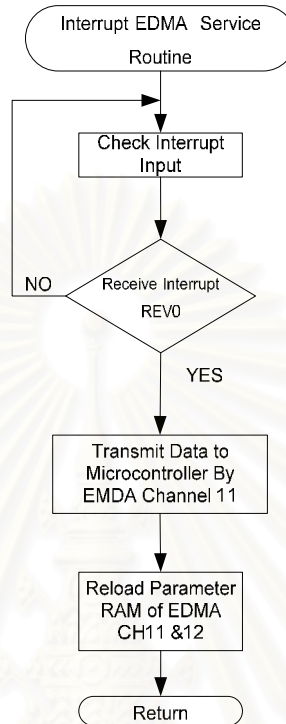 Interrupt EDMA Service
Routine
Check Interrupt
Input
Receive Interrupt
REV0
NO
YES
Transmit Data to
Microcontroller By
EMDA Channel 11
Reload Parameter
RAM of EDMA
CH11 &12
Return